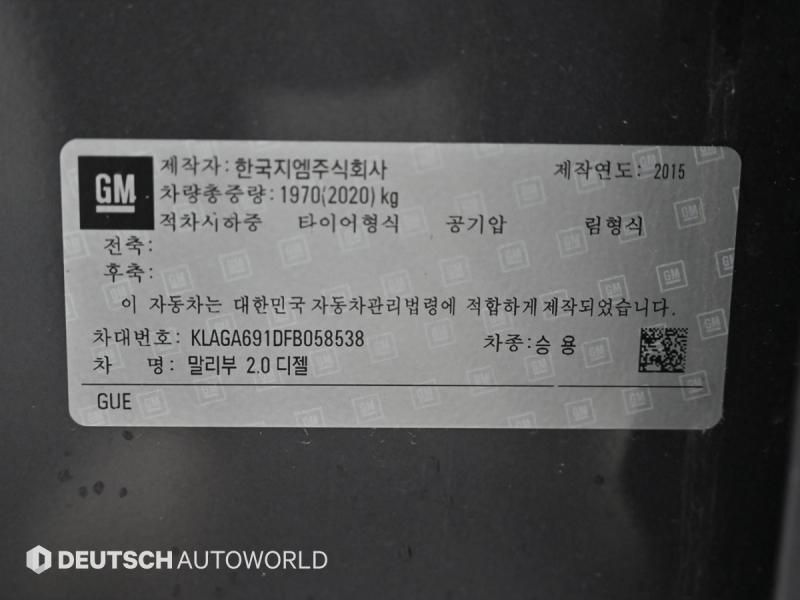 GM
제작자: 한국지엠주식회사 제작연도: 2015
차량총중량: 1970(2020) kg
적차시하중 타이어형식 공기압 림형식
전축:
후축:
이 자동차는 대한민국 자동차관리법령에 적합하게 제작되었습니다.
차대번호: KLAGA691DFB058538 차종: 승 용
차 명: 말리부 2.0 디젤
GUE
DEUTSCH AUTOWORLD